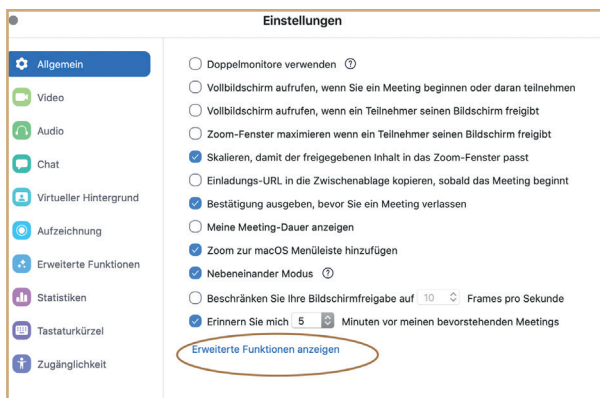 Einstellungen
Allgemein
Video
Audio
Chat
Virtueller Hintergrund
Aufzeichnung
Erweiterte Funktionen
Statistiken
Tastaturkürzel
Zugänglichkeit
Doppelmonitore verwenden ?
Vollbildschirm aufrufen, wenn Sie ein Meeting beginnen oder daran teilnehmen
Vollbildschirm aufrufen, wenn ein Teilnehmer seinen Bildschirm freigibt
Zoom-Fenster maximieren wenn ein Teilnehmer seinen Bildschirm freigibt
Skalieren, damit der freigegebenen Inhalt in das Zoom-Fenster passt
Einladungs-URL in die Zwischenablage kopieren, sobald das Meeting beginnt
Bestätigung ausgeben, bevor Sie ein Meeting verlassen
Meine Meeting-Dauer anzeigen
Zoom zur macOS Menüleiste hinzufügen
Nebeneinander Modus ?
Beschränken Sie Ihre Bildschirmfreigabe auf 10 Frames pro Sekunde
Erinnern Sie mich 5 Minuten vor meinen bevorstehenden Meetings
Erweiterte Funktionen anzeigen